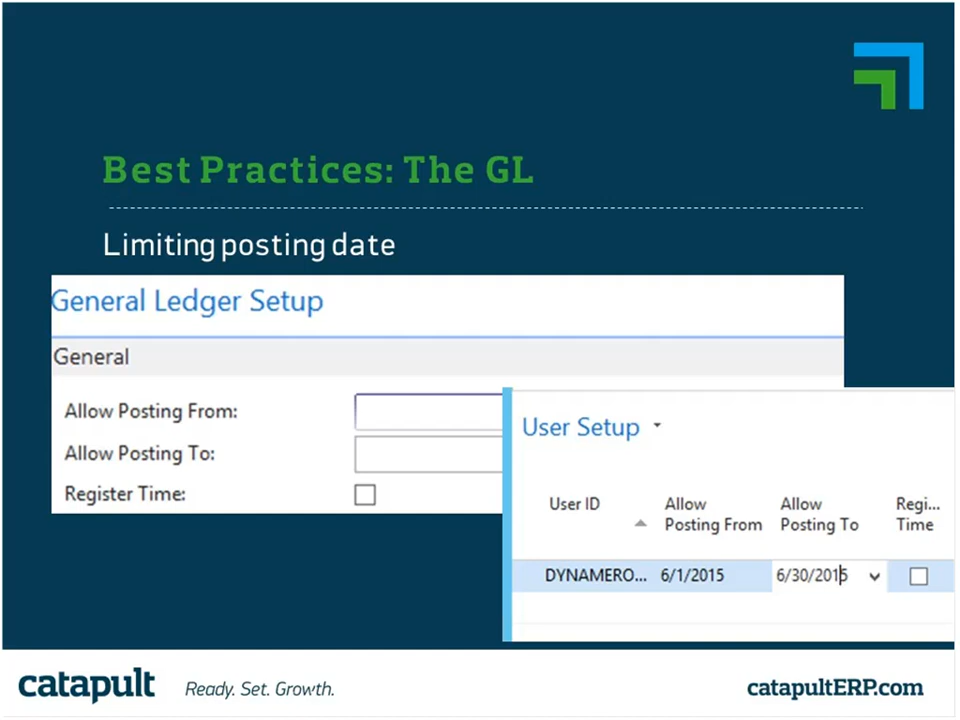 Best Practices: The GL
Limiting posting date
General Ledger Setup
General
Allow Posting From:
Allow Posting To:
Register Time:
User Setup
User ID
Allow Posting From
Allow Posting To
Regi... Time
DYNAMERO... 6/1/2015 6/30/2015
catapult Ready. Set. Growth. catapultERP.com